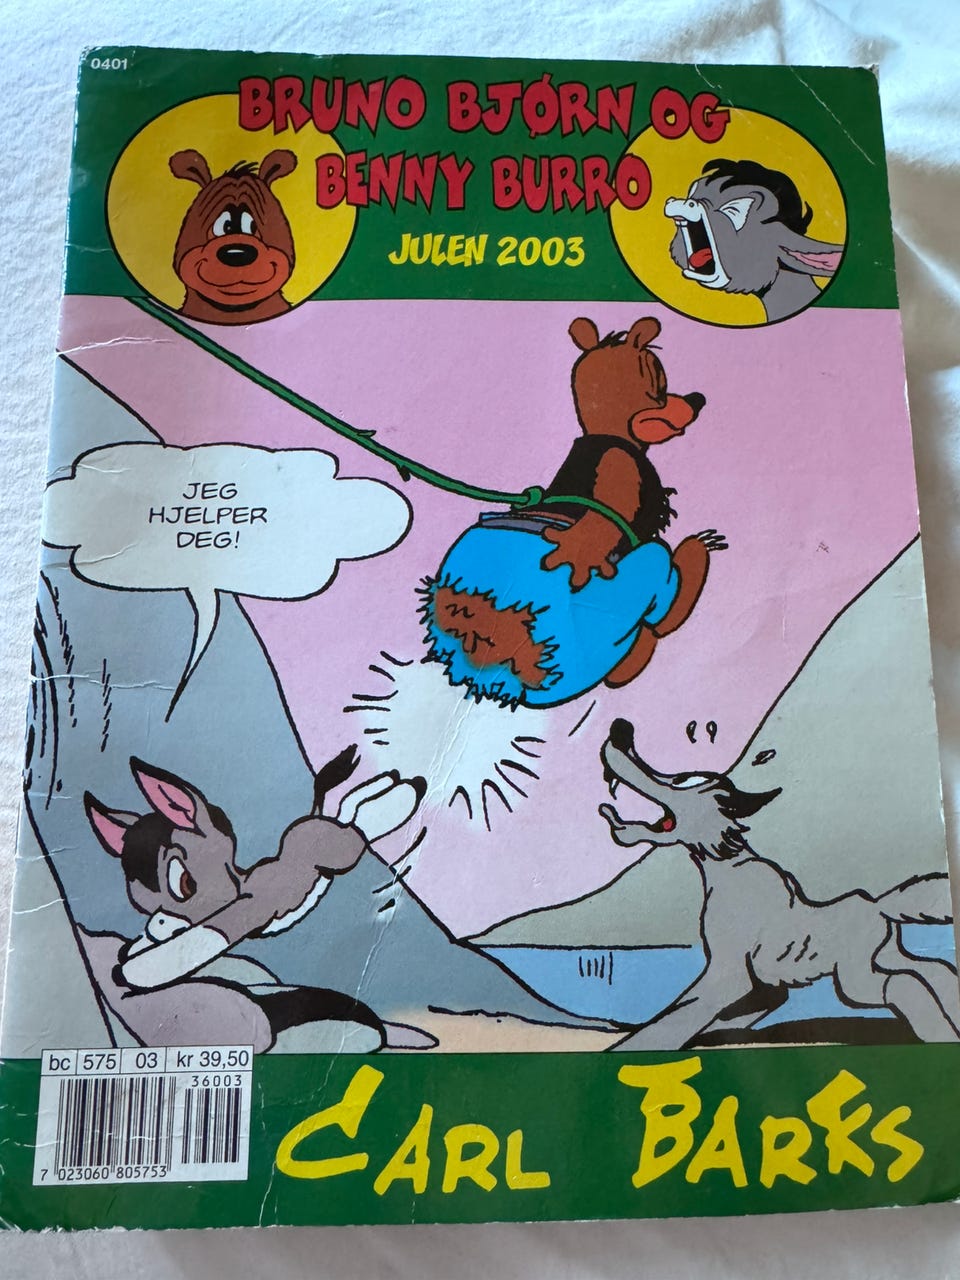 0401
BRUNO BJØRN OG
BENNY BURRO
JULEN 2003
JEG
HJELPER
DEG!
bc 575 03 kr 39,50
36003
7 023060 805753
CARL BARKS